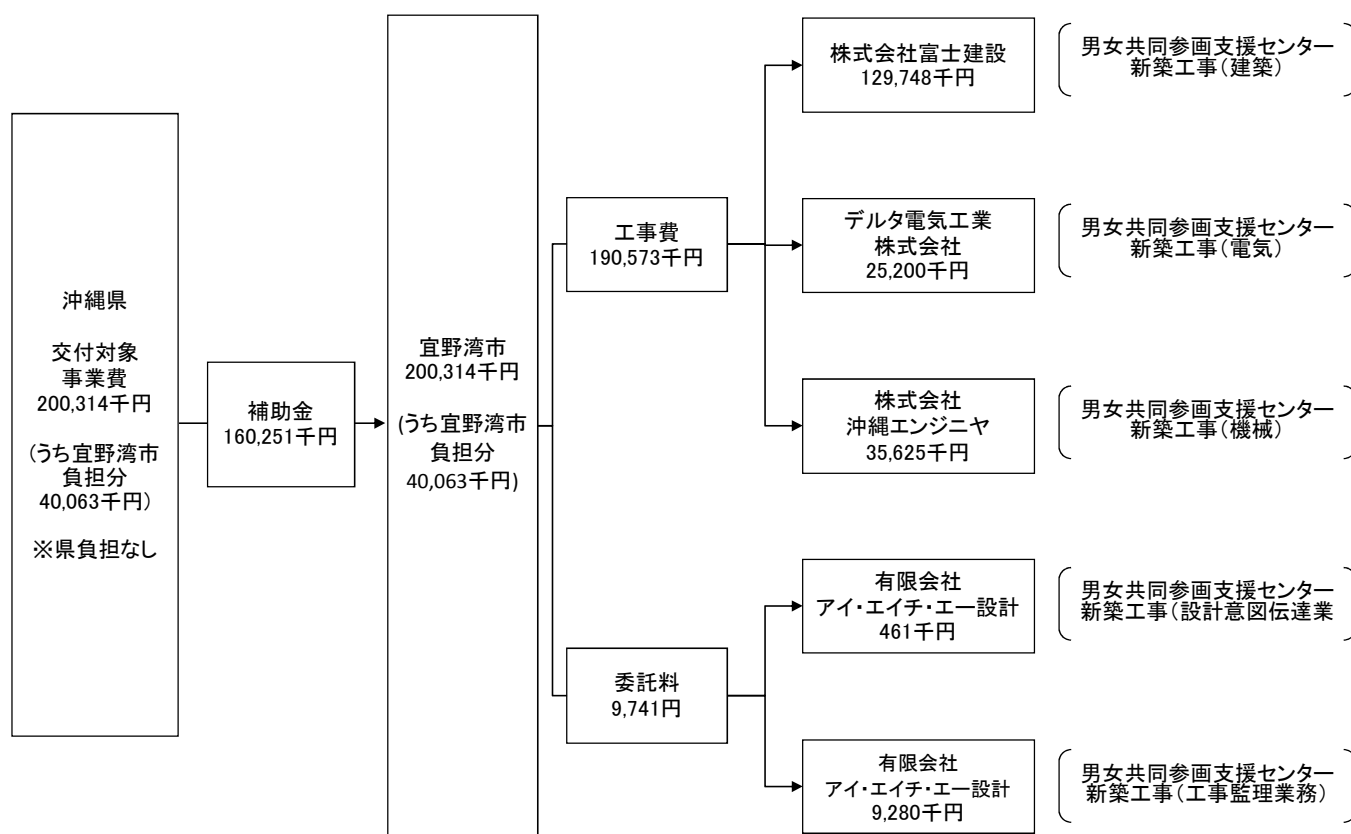 沖縄県
交付対象
事業費
200,314千円
(うち宜野湾市
負担分
40,063千円)
※県負担なし
補助金
160,251千円
宜野湾市
200,314千円
(うち宜野湾市
負担分
40,063千円)
工事費
190,573千円
株式会社富士建設
129,748千円
男女共同参画支援センター
新築工事(建築)
デルタ電気工業
株式会社
25,200千円
男女共同参画支援センター
新築工事(電気)
株式会社
沖縄エンジニヤ
35,625千円
男女共同参画支援センター
新築工事(機械)
委託料
9,741円
有限会社
アイ・エイチ・エー設計
461千円
男女共同参画支援センター
新築工事(設計意図伝達業
有限会社
アイ・エイチ・エー設計
9,280千円
男女共同参画支援センター
新築工事(工事監理業務)